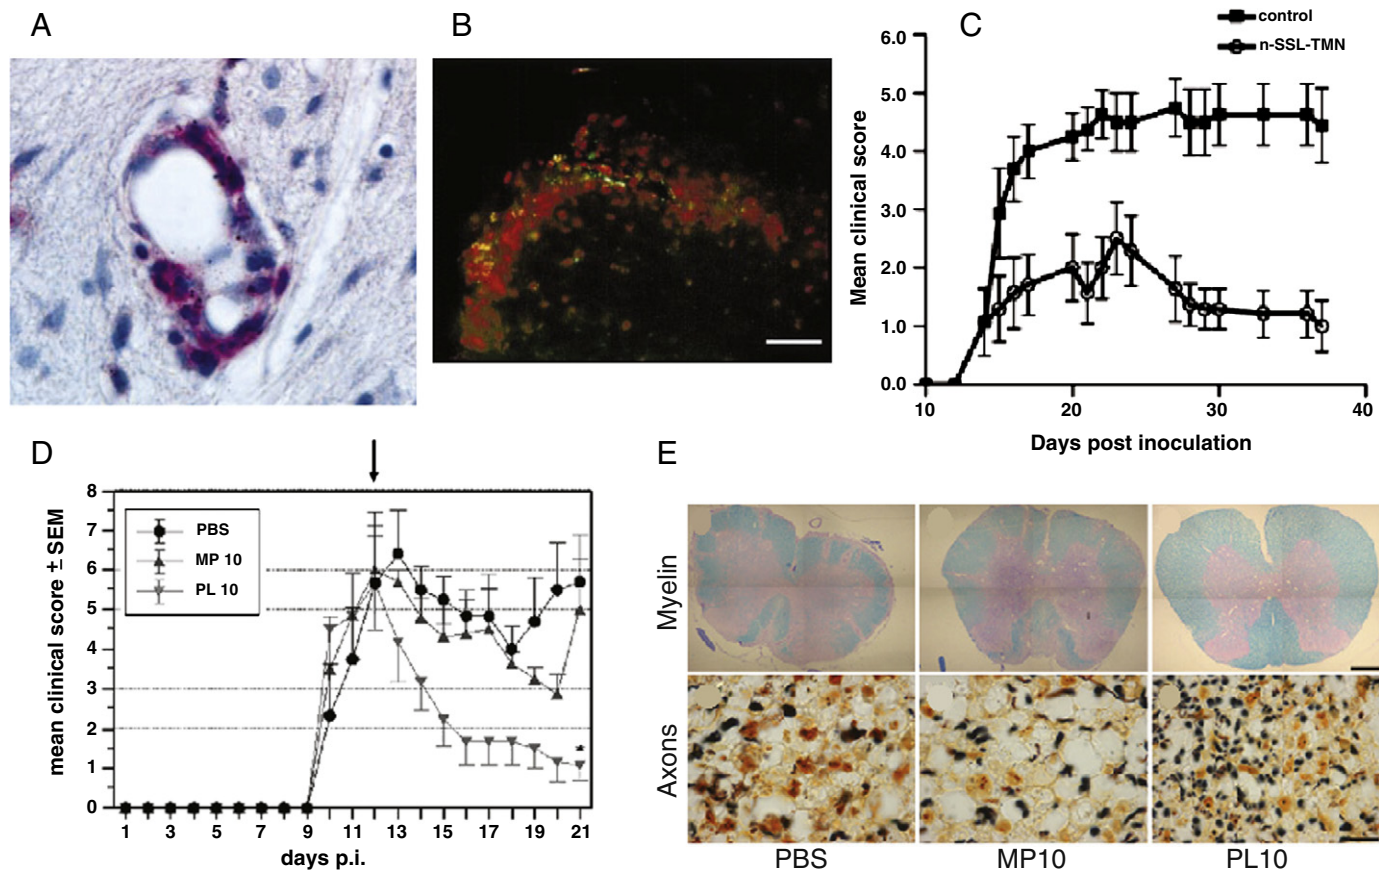 A
B
C
control
n-SSL-TMN
6.0
5.0
4.0
3.0
2.0
1.0
0.0
Mean clinical score
10
20
30
40
Days post inoculation
D
8
7
6
5
4
3
2
1
0
mean clinical score ± SEM
PBS
MP 10
PL 10
*
1
3
5
7
9
11
13
15
17
19
21
days p.i.
E
Myelin
Axons
PBS
MP10
PL10